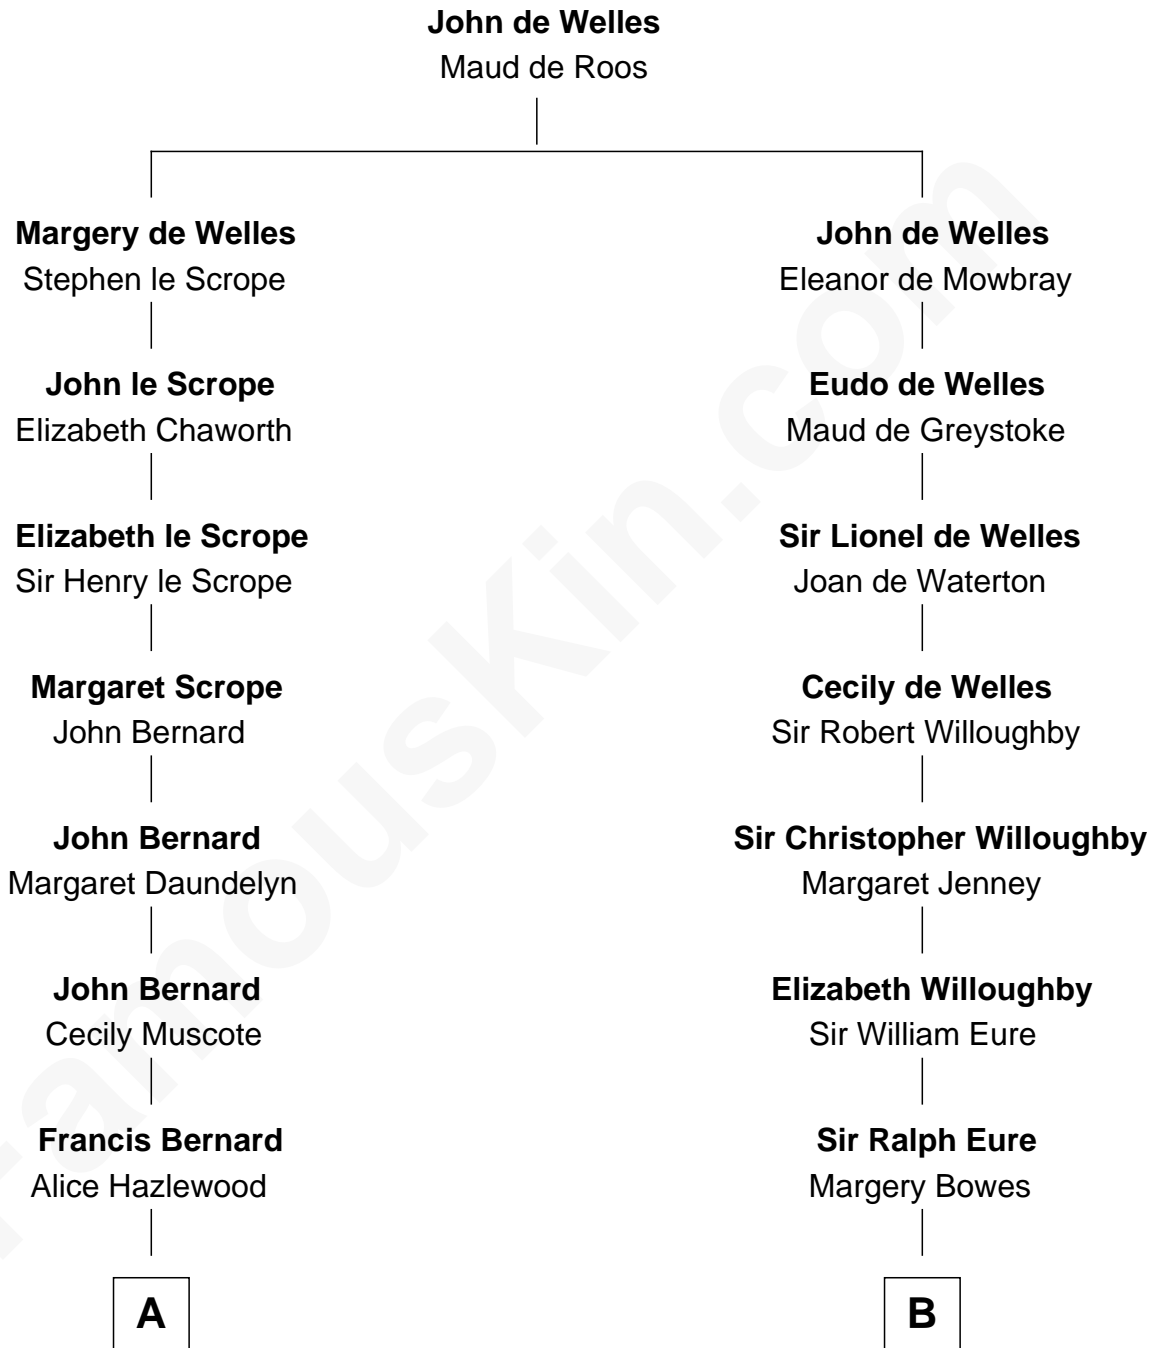 John de Welles
Maud de Roos
Margery de Welles
Stephen le Scrope
John le Scrope
Elizabeth Chaworth
Elizabeth le Scrope
Sir Henry le Scrope
Margaret Scrope
John Bernard
John Bernard
Margaret Daundelyn
John Bernard
Cecily Muscote
Francis Bernard
Alice Hazlewood
A
John de Welles
Eleanor de Mowbray
Eudo de Welles
Maud de Greystoke
Sir Lionel de Welles
Joan de Waterton
Cecily de Welles
Sir Robert Willoughby
Sir Christopher Willoughby
Margaret Jenney
Elizabeth Willoughby
Sir William Eure
Sir Ralph Eure
Margery Bowes
B
FamousKin.com